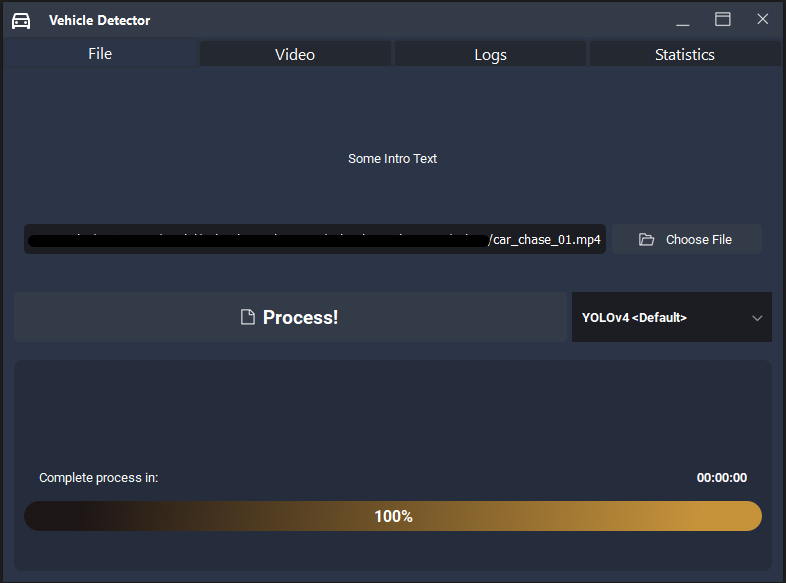 Vehicle Detector
File Video Logs Statistics
Some Intro Text
/car_chase_01.mp4 Choose File
Process! YOLOv4 <Default>
Complete process in: 00:00:00
100%